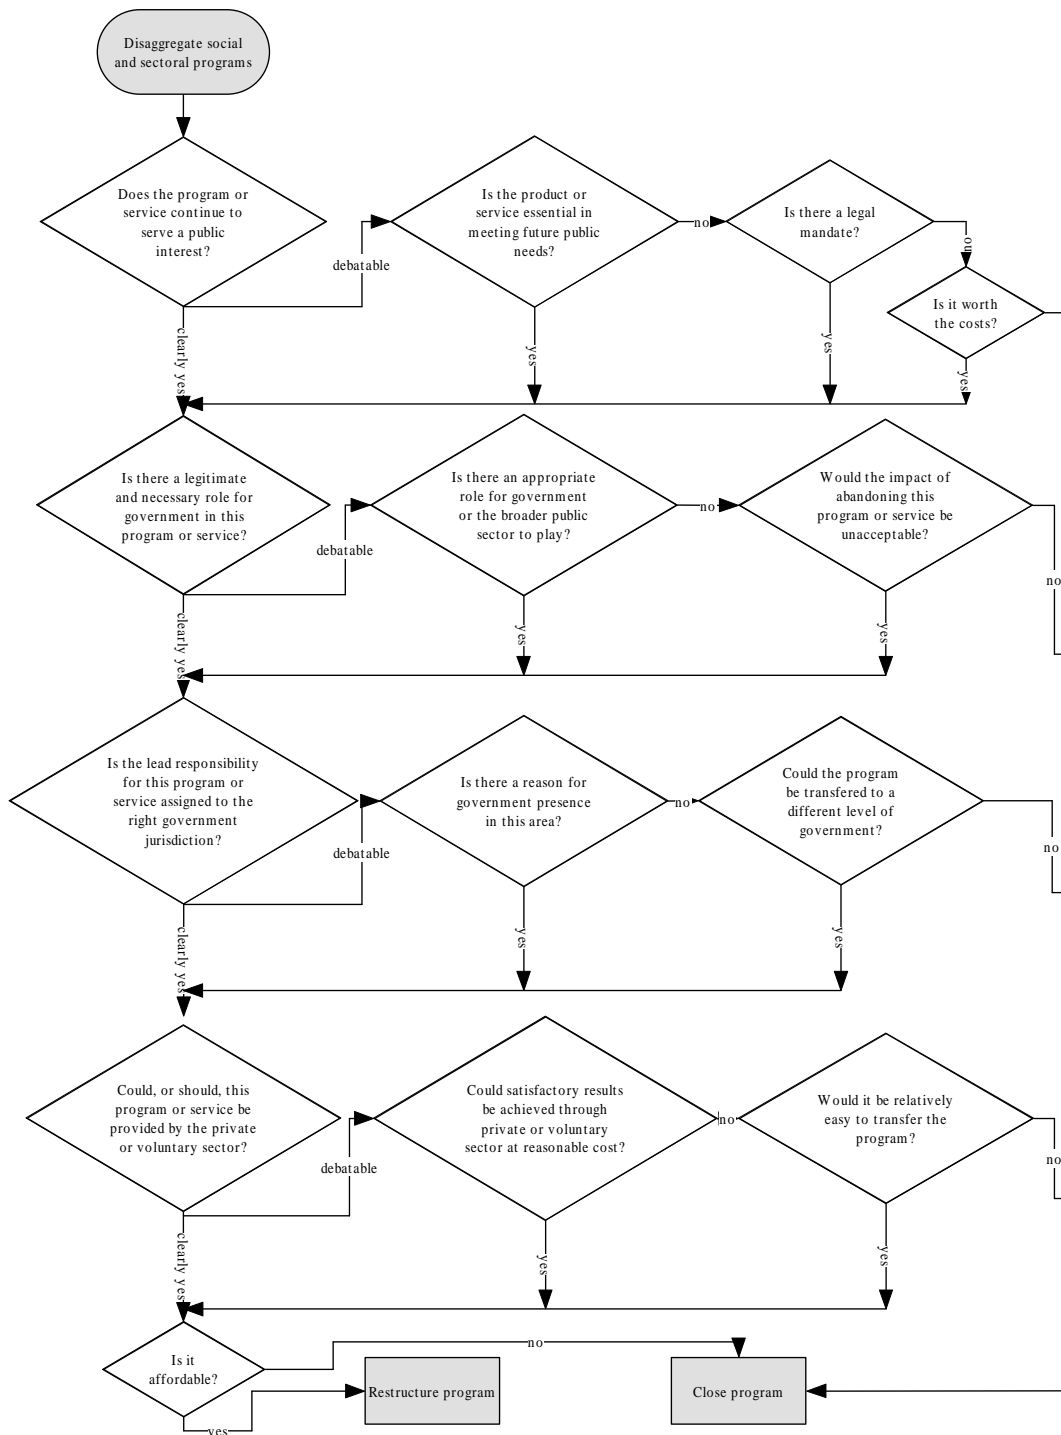 Disaggregate social
and sectoral programs
Does the program or
service continue to
serve a public
interest?
debatable
Is the product or
service essential in
meeting future public
needs?
no
Is there a legal
mandate?
no
Is it worth
the costs?
clearly yes
yes
yes
yes
Is there a legitimate
and necessary role for
government in this
program or service?
debatable
Is there an appropriate
role for government
or the broader public
sector to play?
no
Would the impact of
abandoning this
program or service be
unacceptable?
no
clearly yes
yes
yes
Is the lead responsibility
for this program or
service assigned to the
right government
jurisdiction?
debatable
Is there a reason for
government presence
in this area?
no
Could the program
be transfered to a
different level of
government?
no
clearly yes
yes
yes
Could, or should, this
program or service be
provided by the private
or voluntary sector?
debatable
Could satisfactory results
be achieved through
private or voluntary
sector at reasonable cost?
no
Would it be relatively
easy to transfer the
program?
no
clearly yes
yes
yes
Is it
affordable?
no
yes
Restructure program
Close program